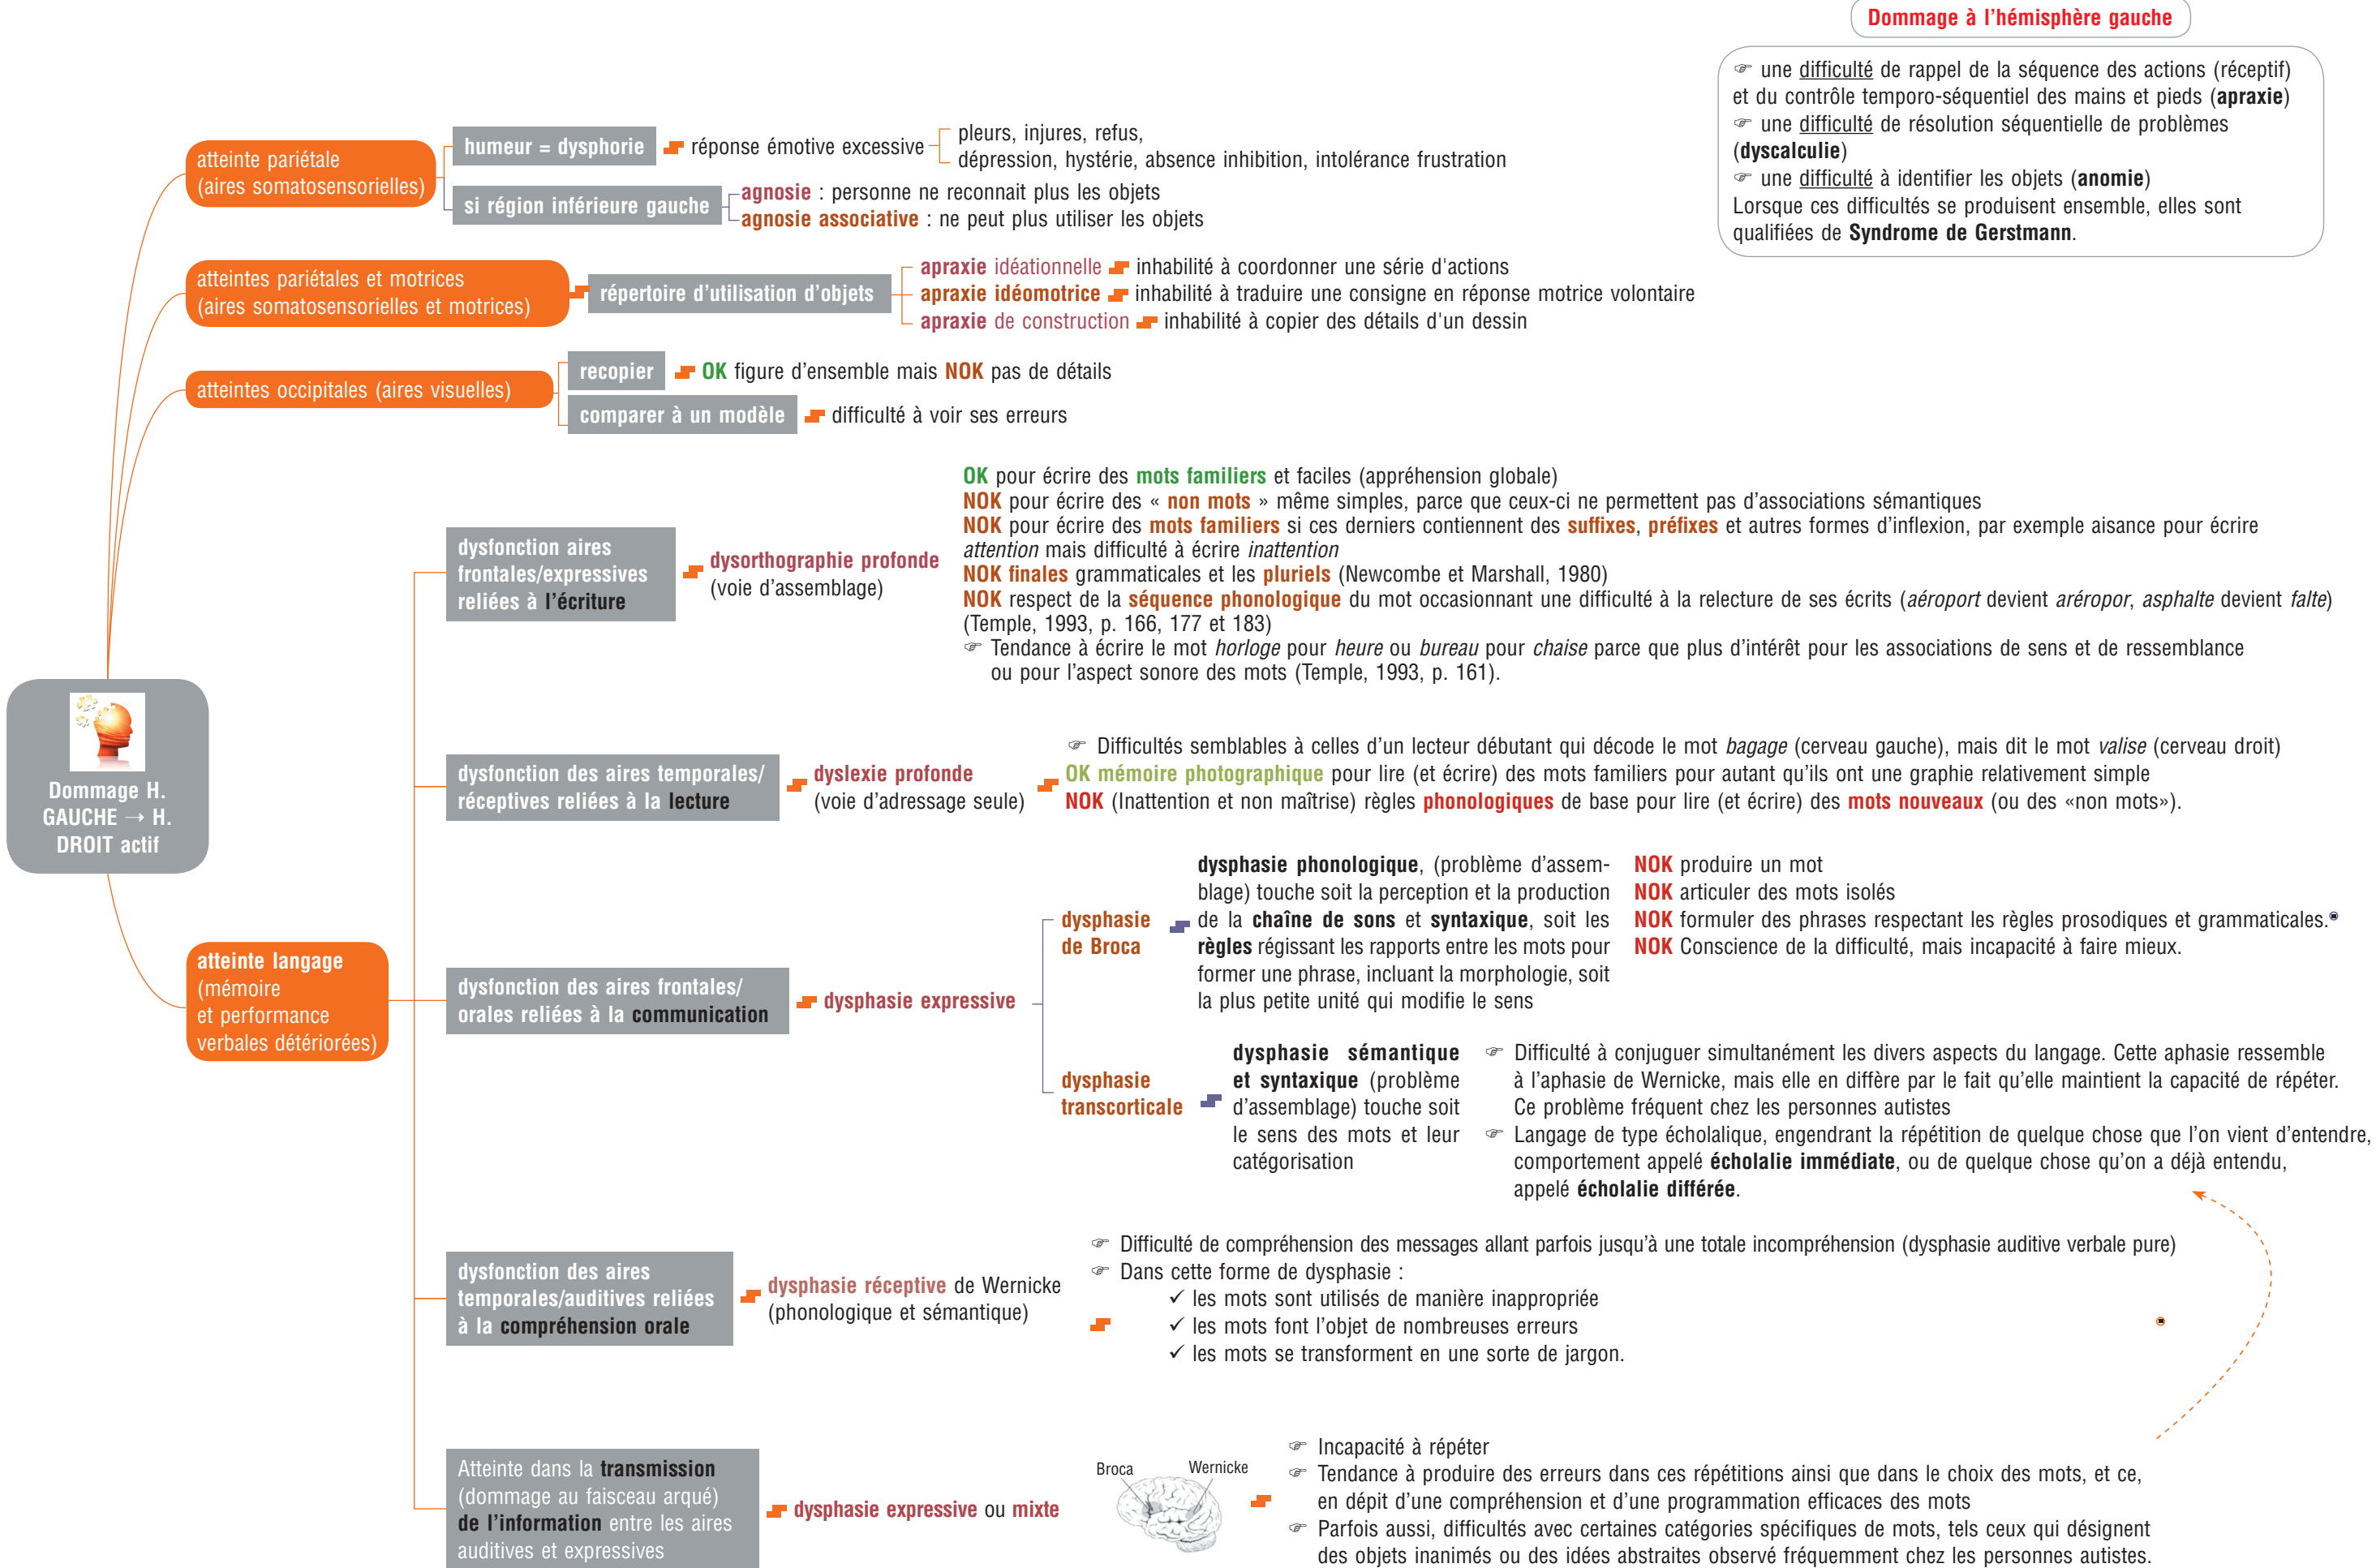 Dommage à l’hémisphère gauche
☞ une difficulté de rappel de la séquence des actions (réceptif)
et du contrôle temporo-séquentiel des mains et pieds (apraxie)
☞ une difficulté de résolution séquentielle de problèmes
(dyscalculie)
☞ une difficulté à identifier les objets (anomie)
Lorsque ces difficultés se produisent ensemble, elles sont
qualifiées de Syndrome de Gerstmann.
Dommage H.
GAUCHE → H.
DROIT actif
atteinte pariétale
(aires somatosensorielles)
humeur = dysphorie
réponse émotive excessive
pleurs, injures, refus,
dépression, hystérie, absence inhibition, intolérance frustration
si région inférieure gauche
agnosie : personne ne reconnait plus les objets
agnosie associative : ne peut plus utiliser les objets
atteintes pariétales et motrices
(aires somatosensorielles et motrices)
répertoire d’utilisation d’objets
apraxie idéationnelle inhabilité à coordonner une série d'actions
apraxie idéomotrice inhabilité à traduire une consigne en réponse motrice volontaire
apraxie de construction inhabilité à copier des détails d'un dessin
atteintes occipitales (aires visuelles)
recopier
OK figure d’ensemble mais NOK pas de détails
comparer à un modèle
difficulté à voir ses erreurs
atteinte langage
(mémoire
et performance
verbales détériorées)
dysfonction aires
frontales/expressives
reliées à l’écriture
dysorthographie profonde
(voie d’assemblage)
OK pour écrire des mots familiers et faciles (appréhension globale)
NOK pour écrire des « non mots » même simples, parce que ceux-ci ne permettent pas d’associations sémantiques
NOK pour écrire des mots familiers si ces derniers contiennent des suffixes, préfixes et autres formes d’inflexion, par exemple aisance pour écrire
attention mais difficulté à écrire inattention
NOK finales grammaticales et les pluriels (Newcombe et Marshall, 1980)
NOK respect de la séquence phonologique du mot occasionnant une difficulté à la relecture de ses écrits (aéroport devient aréropor, asphalte devient falte)
(Temple, 1993, p. 166, 177 et 183)
☞ Tendance à écrire le mot horloge pour heure ou bureau pour chaise parce que plus d’intérêt pour les associations de sens et de ressemblance
ou pour l’aspect sonore des mots (Temple, 1993, p. 161).
dysfonction des aires temporales/
réceptives reliées à la lecture
dyslexie profonde
(voie d’adressage seule)
☞ Difficultés semblables à celles d’un lecteur débutant qui décode le mot bagage (cerveau gauche), mais dit le mot valise (cerveau droit)
OK mémoire photographique pour lire (et écrire) des mots familiers pour autant qu’ils ont une graphie relativement simple
NOK (Inattention et non maîtrise) règles phonologiques de base pour lire (et écrire) des mots nouveaux (ou des «non mots»).
dysfonction des aires frontales/
orales reliées à la communication
dysphasie expressive
dysphasie
de Broca
dysphasie phonologique, (problème d’assem-
blage) touche soit la perception et la production
de la chaîne de sons et syntaxique, soit les
règles régissant les rapports entre les mots pour
former une phrase, incluant la morphologie, soit
la plus petite unité qui modifie le sens
NOK produire un mot
NOK articuler des mots isolés
NOK formuler des phrases respectant les règles prosodiques et grammaticales.
NOK Conscience de la difficulté, mais incapacité à faire mieux.
dysphasie
transcorticale
dysphasie sémantique
et syntaxique (problème
d’assemblage) touche soit
le sens des mots et leur
catégorisation
☞ Difficulté à conjuguer simultanément les divers aspects du langage. Cette aphasie ressemble
à l’aphasie de Wernicke, mais elle en diffère par le fait qu’elle maintient la capacité de répéter.
Ce problème fréquent chez les personnes autistes
☞ Langage de type écholalique, engendrant la répétition de quelque chose que l’on vient d’entendre,
comportement appelé écholalie immédiate, ou de quelque chose qu’on a déjà entendu,
appelé écholalie différée.
dysfonction des aires
temporales/auditives reliées
à la compréhension orale
dysphasie réceptive de Wernicke
(phonologique et sémantique)
☞ Difficulté de compréhension des messages allant parfois jusqu’à une totale incompréhension (dysphasie auditive verbale pure)
☞ Dans cette forme de dysphasie :
✓ les mots sont utilisés de manière inappropriée
✓ les mots font l’objet de nombreuses erreurs
✓ les mots se transforment en une sorte de jargon.
Atteinte dans la transmission
(dommage au faisceau arqué)
de l’information entre les aires
auditives et expressives
dysphasie expressive ou mixte
Broca Wernicke
☞ Incapacité à répéter
☞ Tendance à produire des erreurs dans ces répétitions ainsi que dans le choix des mots, et ce,
en dépit d’une compréhension et d’une programmation efficaces des mots
☞ Parfois aussi, difficultés avec certaines catégories spécifiques de mots, tels ceux qui désignent
des objets inanimés ou des idées abstraites observé fréquemment chez les personnes autistes.